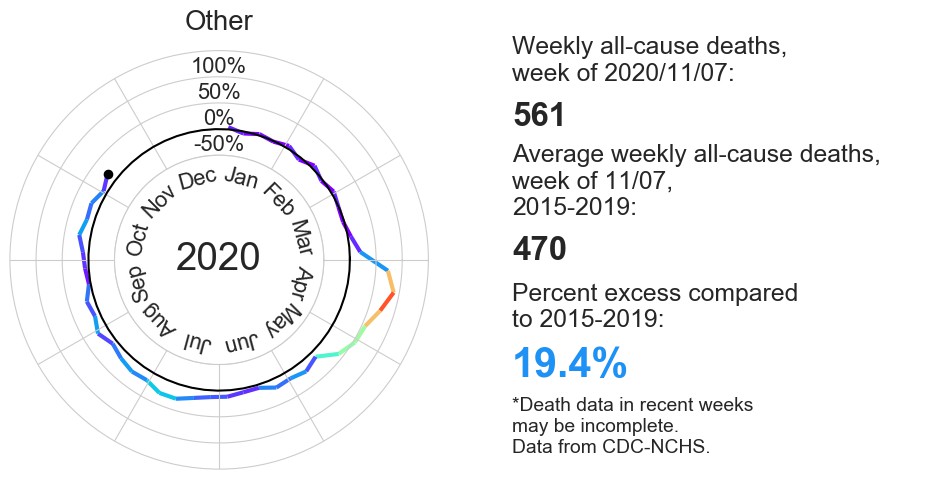 Other
100%
50%
0%
-50%
Jan
Feb
Mar
Apr
May
Jun
Jul
Aug
Sep
Oct
Nov
Dec
2020
Weekly all-cause deaths,
week of 2020/11/07:
561
Average weekly all-cause deaths,
week of 11/07,
2015-2019:
470
Percent excess compared
to 2015-2019:
19.4%
*Death data in recent weeks
may be incomplete.
Data from CDC-NCHS.